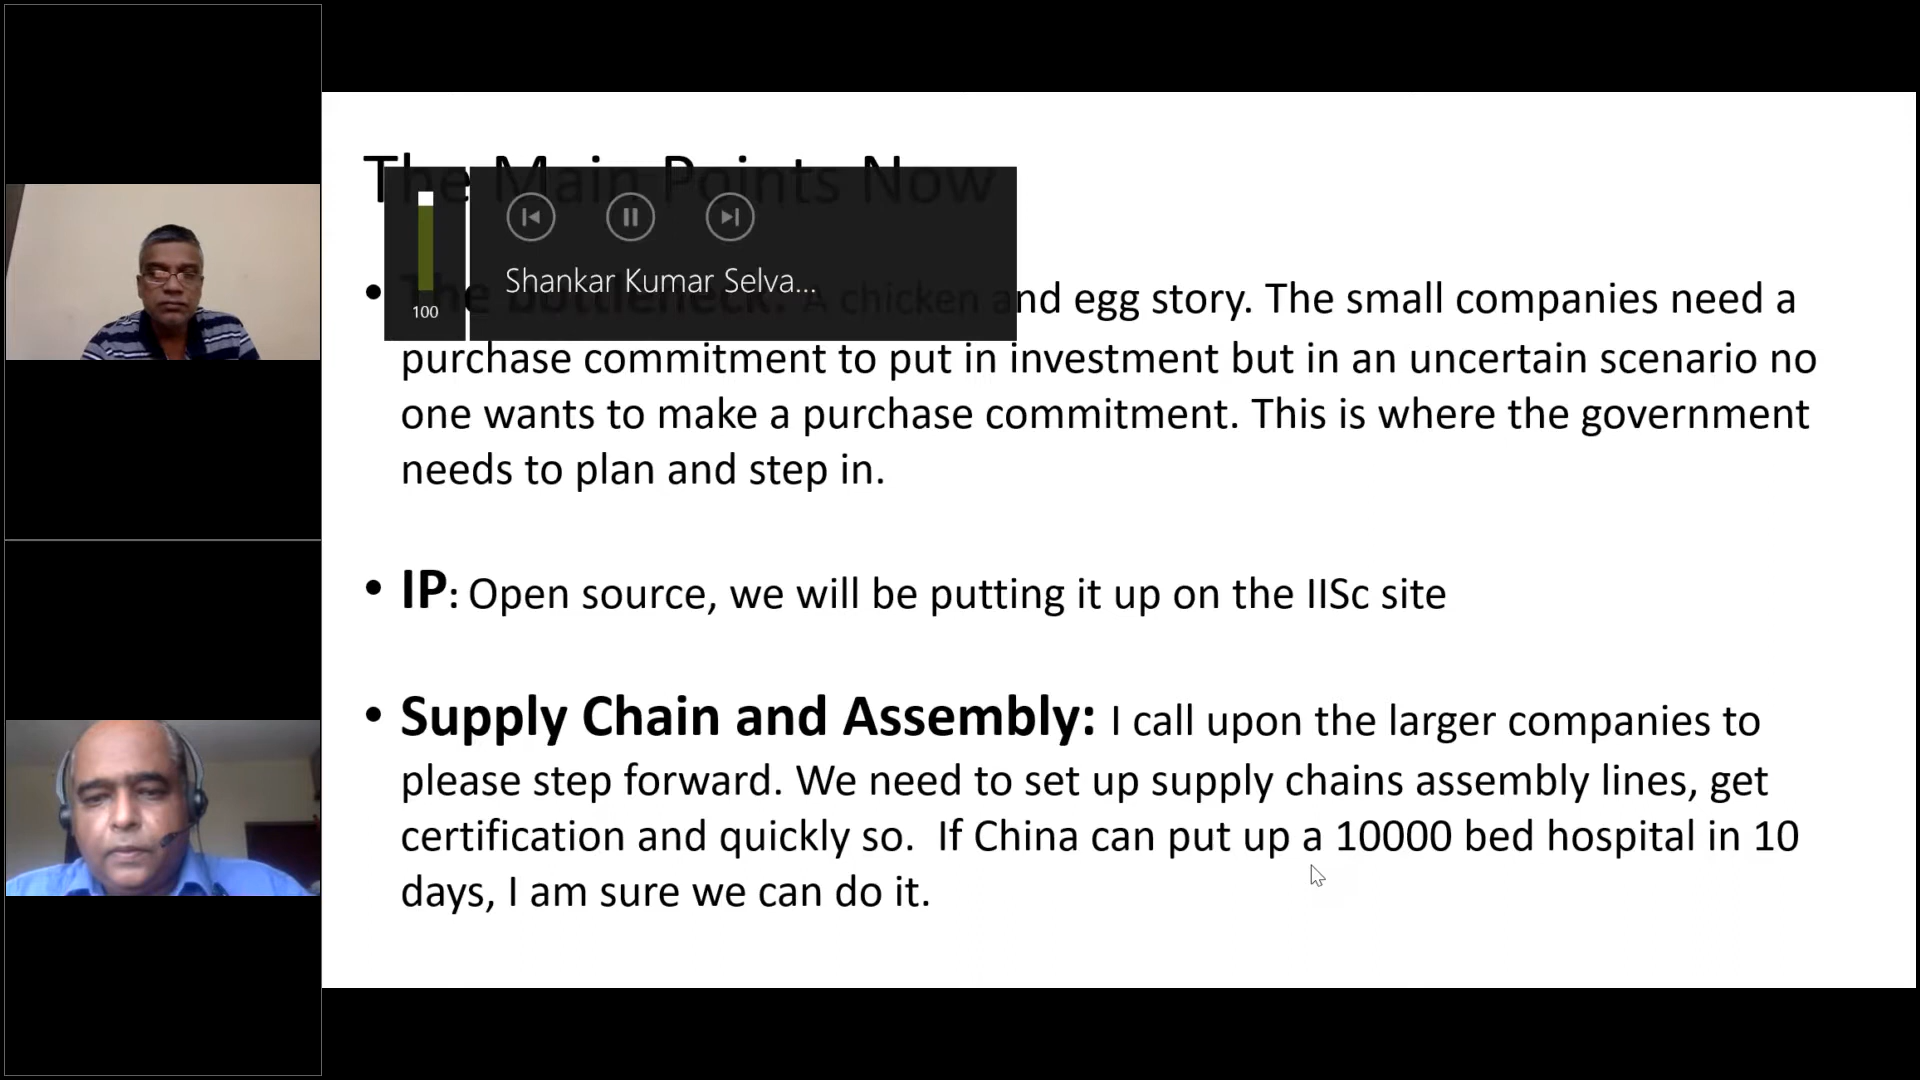 The Main Points Now
100
Shankar Kumar Selva...
• The bottleneck: A chicken and egg story. The small companies need a
purchase commitment to put in investment but in an uncertain scenario no
one wants to make a purchase commitment. This is where the government
needs to plan and step in.
• IP: Open source, we will be putting it up on the IISc site
• Supply Chain and Assembly: I call upon the larger companies to
please step forward. We need to set up supply chains assembly lines, get
certification and quickly so.  If China can put up a 10000 bed hospital in 10
days, I am sure we can do it.